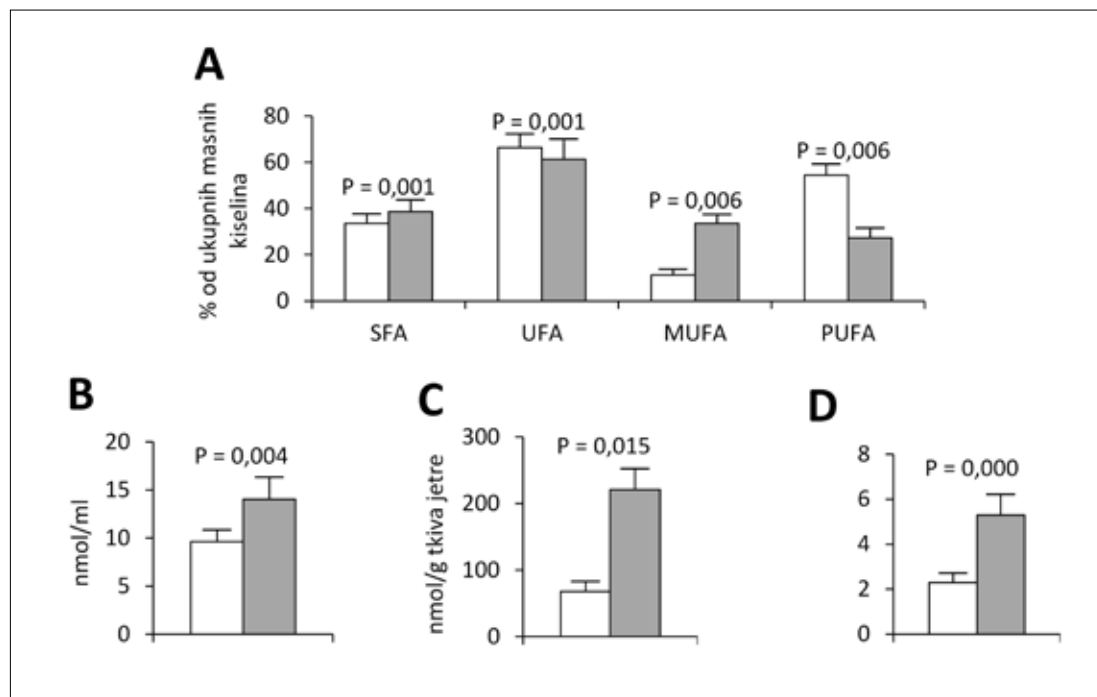 A
% od ukupnih masnih
kiselina
80
60
40
20
0
P = 0,001
P = 0,001
P = 0,006
P = 0,006
SFA
UFA
MUFA
PUFA
B
nmol/ml
20
15
10
5
0
P = 0,004
C
nmol/g tkiva jetre
300
200
100
0
P = 0,015
D
8
6
4
2
0
P = 0,000